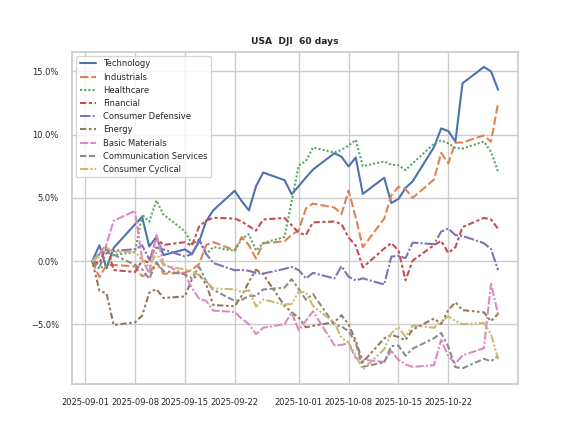 USA DJI 60 days
15.0%
10.0%
5.0%
0.0%
−5.0%
Technology
Industrials
Healthcare
Financial
Consumer Defensive
Energy
Basic Materials
Communication Services
Consumer Cyclical
2025-09-01 2025-09-08 2025-09-15 2025-09-22 2025-10-01 2025-10-08 2025-10-15 2025-10-22